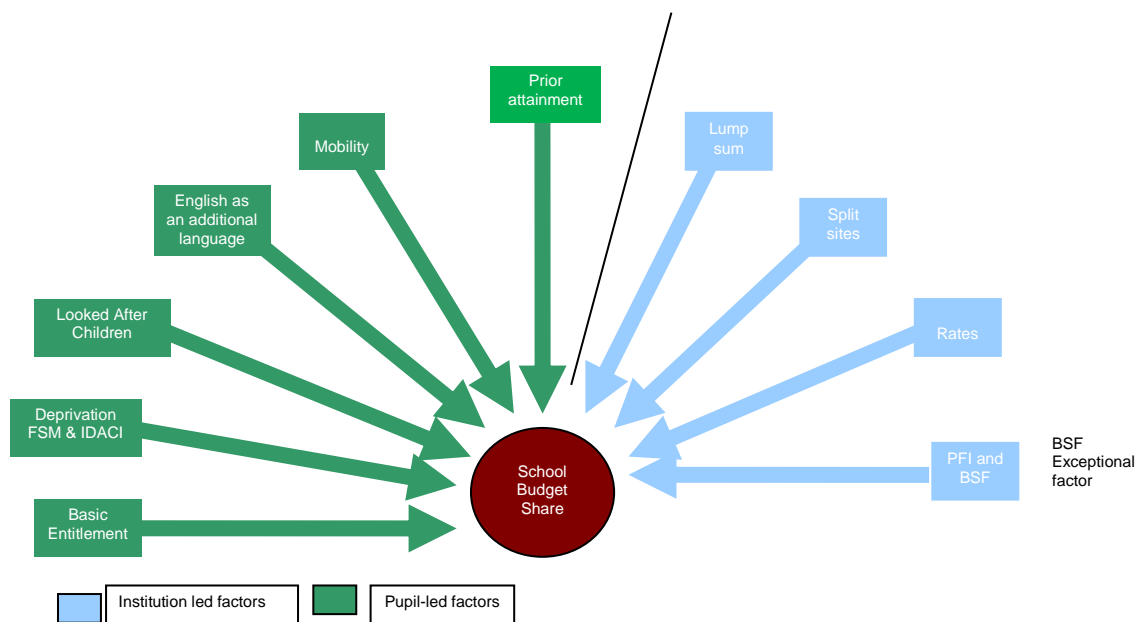 Prior
attainment
Lump
sum
Mobility
English as
an additional
language
Split
sites
Looked After
Children
Rates
Deprivation
FSM & IDACI
School
Budget
Share
PFI and
BSF
BSF
Exceptional
factor
Basic
Entitlement
Institution led factors
Pupil-led factors